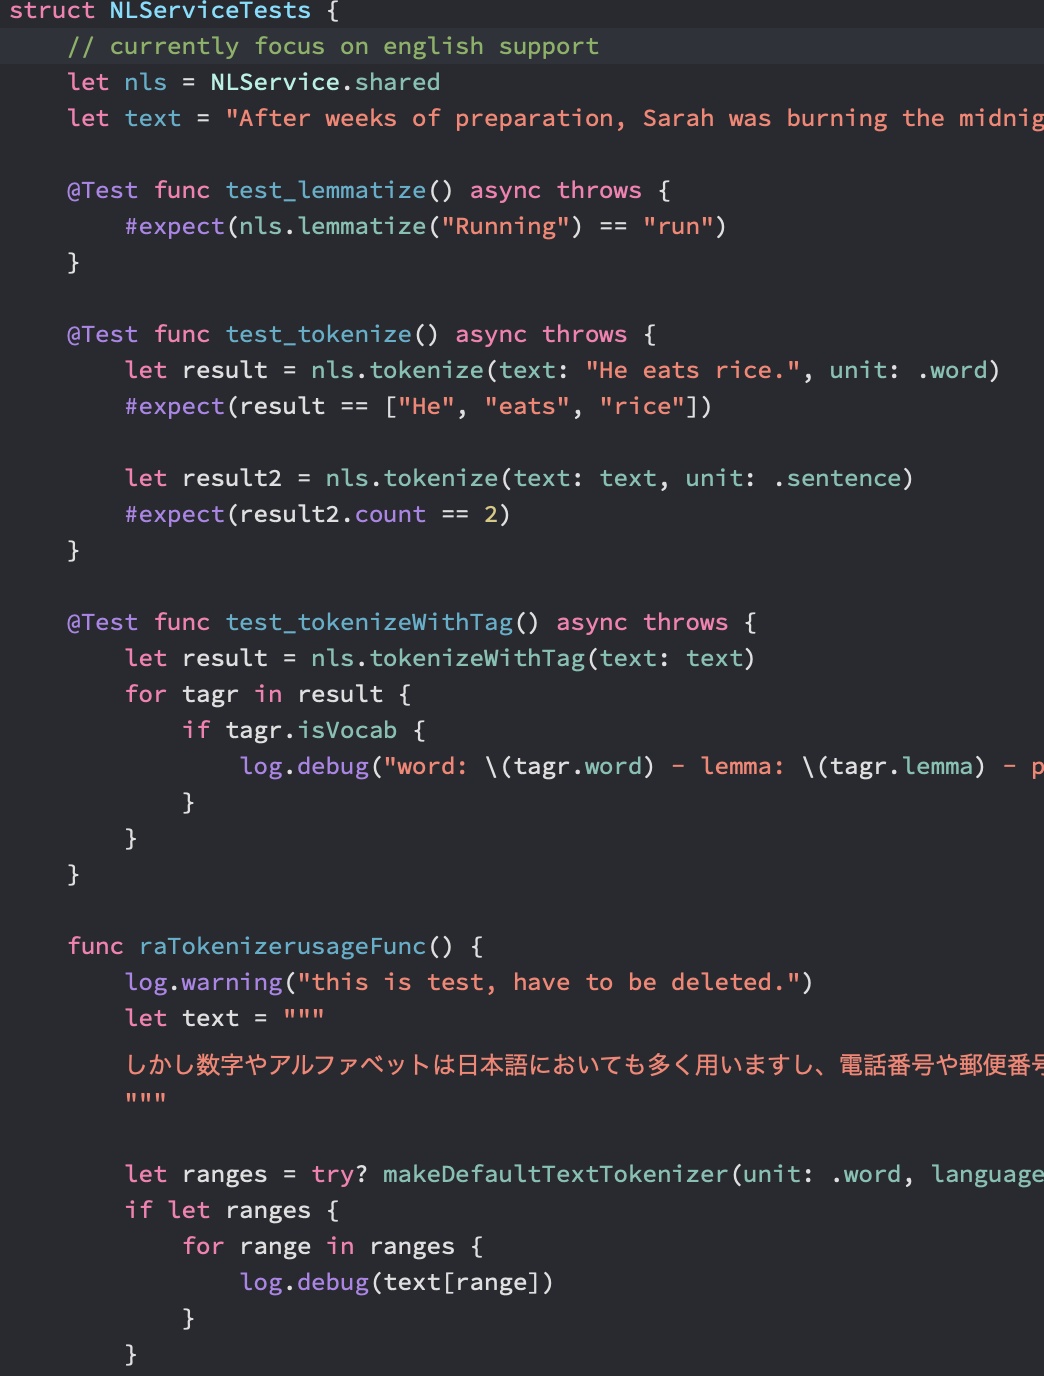 struct NLServiceTests {
    // currently focus on english support
    let nls = NLService.shared
    let text = "After weeks of preparation, Sarah was burning the midnig

    @Test func test_lemmatize() async throws {
        #expect(nls.lemmatize("Running") == "run")
    }

    @Test func test_tokenize() async throws {
        let result = nls.tokenize(text: "He eats rice.", unit: .word)
        #expect(result == ["He", "eats", "rice"])

        let result2 = nls.tokenize(text: text, unit: .sentence)
        #expect(result2.count == 2)
    }

    @Test func test_tokenizeWithTag() async throws {
        let result = nls.tokenizeWithTag(text: text)
        for tagr in result {
            if tagr.isVocab {
                log.debug("word: \(tagr.word) - lemma: \(tagr.lemma) - p
            }
        }
    }

    func raTokenizerusageFunc() {
        log.warning("this is test, have to be deleted.")
        let text = """
        しかし数字やアルファベットは日本語においても多く用いますし、電話番号や郵便番号
        """

        let ranges = try? makeDefaultTextTokenizer(unit: .word, language
        if let ranges {
            for range in ranges {
                log.debug(text[range])
            }
        }